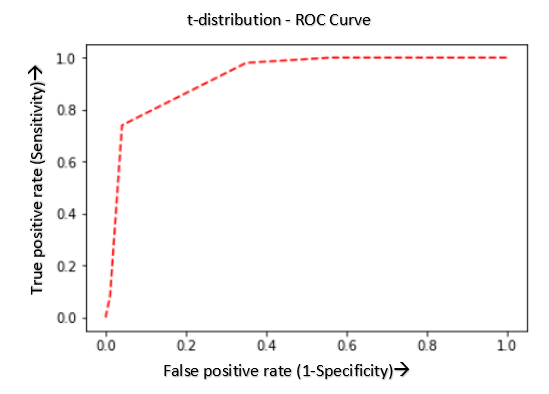 t-distribution - ROC Curve
True positive rate (Sensitivity)→
1.0
0.8
0.6
0.4
0.2
0.0
0.0 0.2 0.4 0.6 0.8 1.0
False positive rate (1-Specificity)→